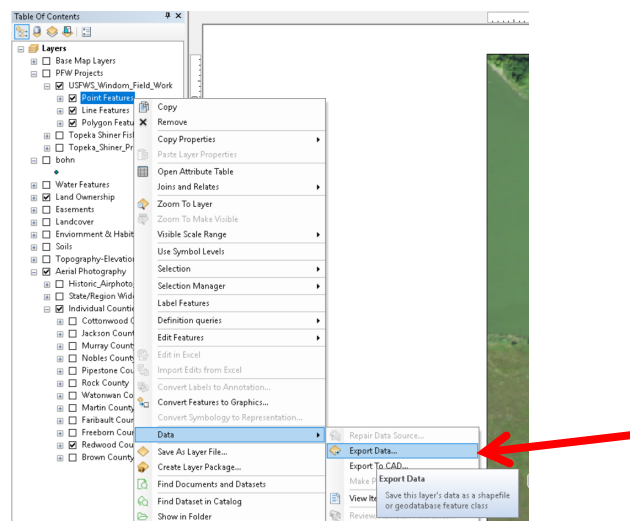 Table Of Contents
Layers
Base Map Layers
PFW Projects
USFWS_Windom_Field_Work
Point Features
Line Features
Polygon Featu
Topeka Shiner Fis
Topeka_Shiner_Pr
bohn
Water Features
Land Ownership
Easements
Landcover
Enviornment & Habit
Soils
Topography-Elevatio
Aerial Photography
Historic_Airphoto
State/Region Wid
Individual Countie
Cottonwood C
Jackson Count
Murray Count
Nobles County
Pipestone Cou
Rock County
Watonwan Co
Martin County
Faribault Coun
Freeborn Coun
Redwood Cou
Brown County
Copy
Remove
Copy Properties
Paste Layer Properties
Open Attribute Table
Joins and Relates
Zoom To Layer
Zoom To Make Visible
Visible Scale Range
Use Symbol Levels
Selection
Selection Manager
Label Features
Definition queries
Edit Features
Edit in Excel
Import Edits from Excel
Convert Labels to Annotation...
Convert Features to Graphics...
Convert Symbology to Representation...
Data
Save As Layer File...
Create Layer Package...
Find Documents and Datasets
Find Dataset in Catalog
Show in Folder
Repair Data Source...
Export Data...
Export To CAD...
Make P
View Ite
Review
Export Data
Save this layer's data as a shapefile
or geodatabase feature class